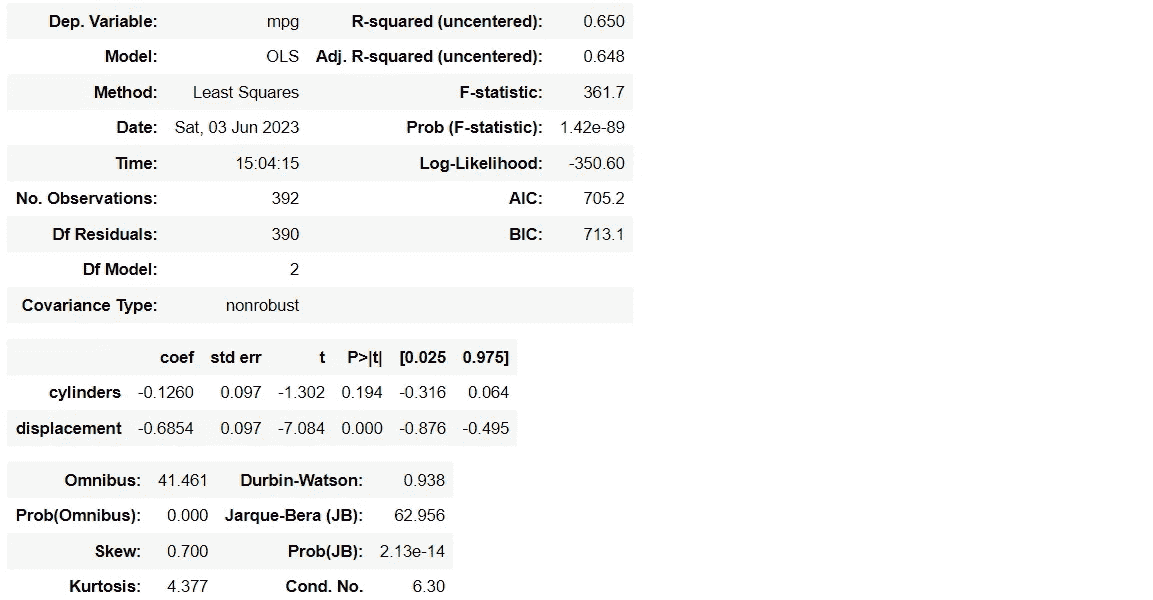 Dep. Variable: mpg R-squared (uncentered): 0.650
Model: OLS Adj. R-squared (uncentered): 0.648
Method: Least Squares F-statistic: 361.7
Date: Sat, 03 Jun 2023 Prob (F-statistic): 1.42e-89
Time: 15:04:15 Log-Likelihood: -350.60
No. Observations: 392 AIC: 705.2
Df Residuals: 390 BIC: 713.1
Df Model: 2
Covariance Type: nonrobust
coef std err t P>|t| [0.025 0.975]
cylinders -0.1260 0.097 -1.302 0.194 -0.316 0.064
displacement -0.6854 0.097 -7.084 0.000 -0.876 -0.495
Omnibus: 41.461 Durbin-Watson: 0.938
Prob(Omnibus): 0.000 Jarque-Bera (JB): 62.956
Skew: 0.700 Prob(JB): 2.13e-14
Kurtosis: 4.377 Cond. No. 6.30